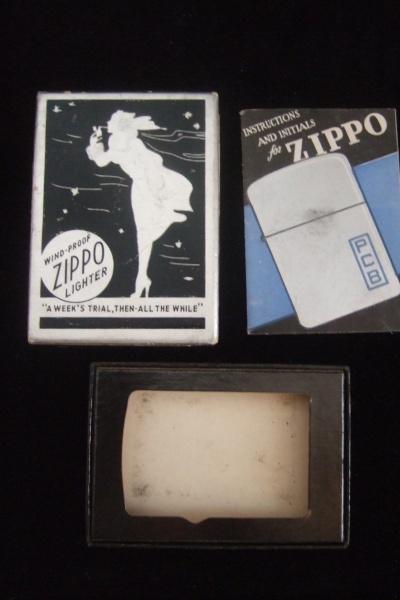 WIND-PROOF
ZIPPO
LIGHTER
"A WEEK'S TRIAL, THEN-ALL THE WHILE"
INSTRUCTIONS
AND INITIALS
for ZIPPO
PCB